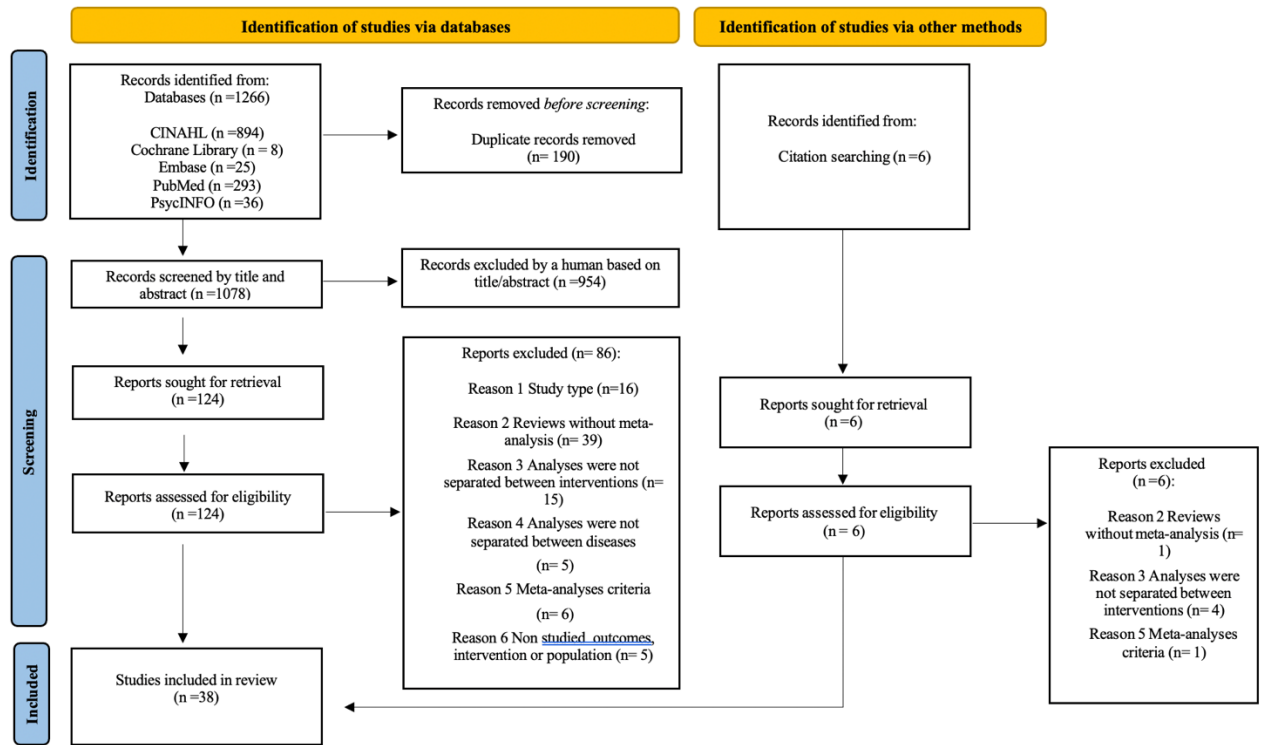 Identification of studies via databases
Identification of studies via other methods
Identification
Records identified from:
Databases (n =1266)
CINAHL (n =894)
Cochrane Library (n = 8)
Embase (n =25)
PubMed (n =293)
PsycINFO (n =36)
Records removed before screening:
Duplicate records removed
(n= 190)
Records identified from:
Citation searching (n =6)
Screening
Records screened by title and
abstract (n =1078)
Records excluded by a human based on
title/abstract (n =954)
Reports sought for retrieval
(n =124)
Reports assessed for eligibility
(n =124)
Reports excluded (n= 86):
Reason 1 Study type (n=16)
Reason 2 Reviews without meta-
analysis (n= 39)
Reason 3 Analyses were not
separated between interventions (n=
15)
Reason 4 Analyses were not
separated between diseases
(n= 5)
Reason 5 Meta-analyses criteria
(n= 6)
Reason 6 Non studied outcomes,
intervention or population (n= 5)
Reports sought for retrieval
(n =6)
Reports assessed for eligibility
(n = 6)
Reports excluded
(n =6):
Reason 2 Reviews
without meta-analysis (n=
1)
Reason 3 Analyses were
not separated between
interventions (n= 4)
Reason 5 Meta-analyses
criteria (n= 1)
Included
Studies included in review
(n =38)